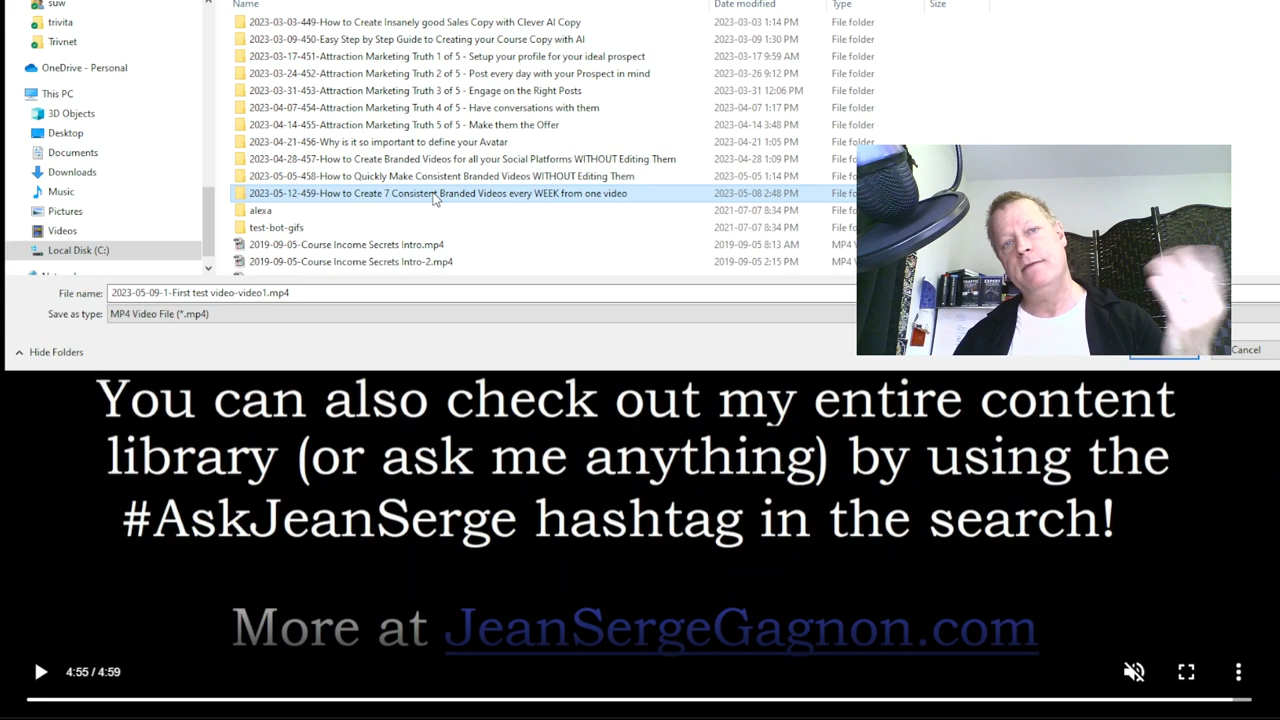 suw
Name Date modified Type Size
trivita
2023-03-03-449-How to Create Insanely good Sales Copy with Clever AI Copy 2023-03-03 1:14 PM File folder
Trivnet
2023-03-09-450-Easy Step by Step Guide to Creating your Course Copy with AI 2023-03-09 1:30 PM File folder
2023-03-17-451-Attraction Marketing Truth 1 of 5 - Setup your profile for your ideal prospect 2023-03-17 9:59 AM File folder
OneDrive - Personal
2023-03-24-452-Attraction Marketing Truth 2 of 5 - Post every day with your Prospect in mind 2023-03-26 9:12 PM File folder
This PC
2023-03-31-453-Attraction Marketing Truth 3 of 5 - Engage on the Right Posts 2023-03-31 12:06 PM File folder
3D Objects
2023-04-07-454-Attraction Marketing Truth 4 of 5 - Have conversations with them 2023-04-07 1:17 PM File folder
Desktop
2023-04-14-455-Attraction Marketing Truth 5 of 5 - Make them the Offer 2023-04-14 3:48 PM File folder
Documents
2023-04-21-456-Why is it so important to define your Avatar 2023-04-21 1:05 PM File folder
2023-04-28-457-How to Create Branded Videos for all your Social Platforms WITHOUT Editing Them 2023-04-28 1:09 PM File fo
Downloads
2023-05-05-458-How to Quickly Make Consistent Branded Videos WITHOUT Editing Them 2023-05-05 1:14 PM File fo
Music
2023-05-12-459-How to Create 7 Consistent Branded Videos every WEEK from one video 2023-05-08 2:48 PM File fo
Pictures
alexa 2021-07-07 8:34 PM File fo
Videos
test-bot-gifs 2021-07-07 8:34 PM File fo
Local Disk (C:)
2019-09-05-Course Income Secrets Intro.mp4 2019-09-05 8:13 AM MP4 V
2019-09-05-Course Income Secrets Intro-2.mp4 2019-09-05 2:15 PM MP4 V
File name: 2023-05-09-1-First test video-video1.mp4
Save as type: MP4 Video File (*.mp4)
Hide Folders
Cancel
TRAFFIC
EXPERT
You can also check out my entire content
library (or ask me anything) by using the
#AskJeanSerge hashtag in the search!
More at JeanSergeGagnon.com
4:55 / 4:59